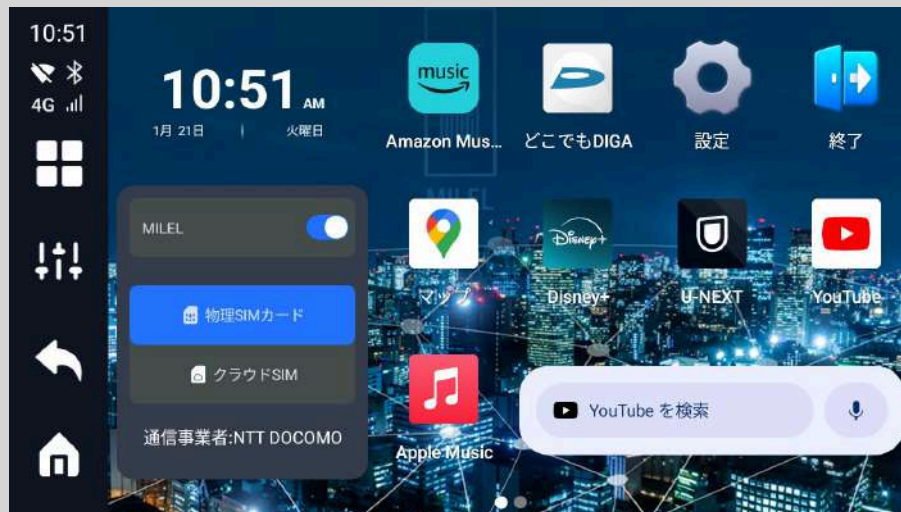 10:51
4G
10:51 AM
1月 21日 | 火曜日
MILEL
物理SIMカード
クラウドSIM
通信事業者:NTT DOCOMO
music
Amazon Mus...
どこでもDIGA
設定
終了
MILEL
マップ
Disney+
Disney+
U-NEXT
YouTube
Apple Music
YouTube を検索